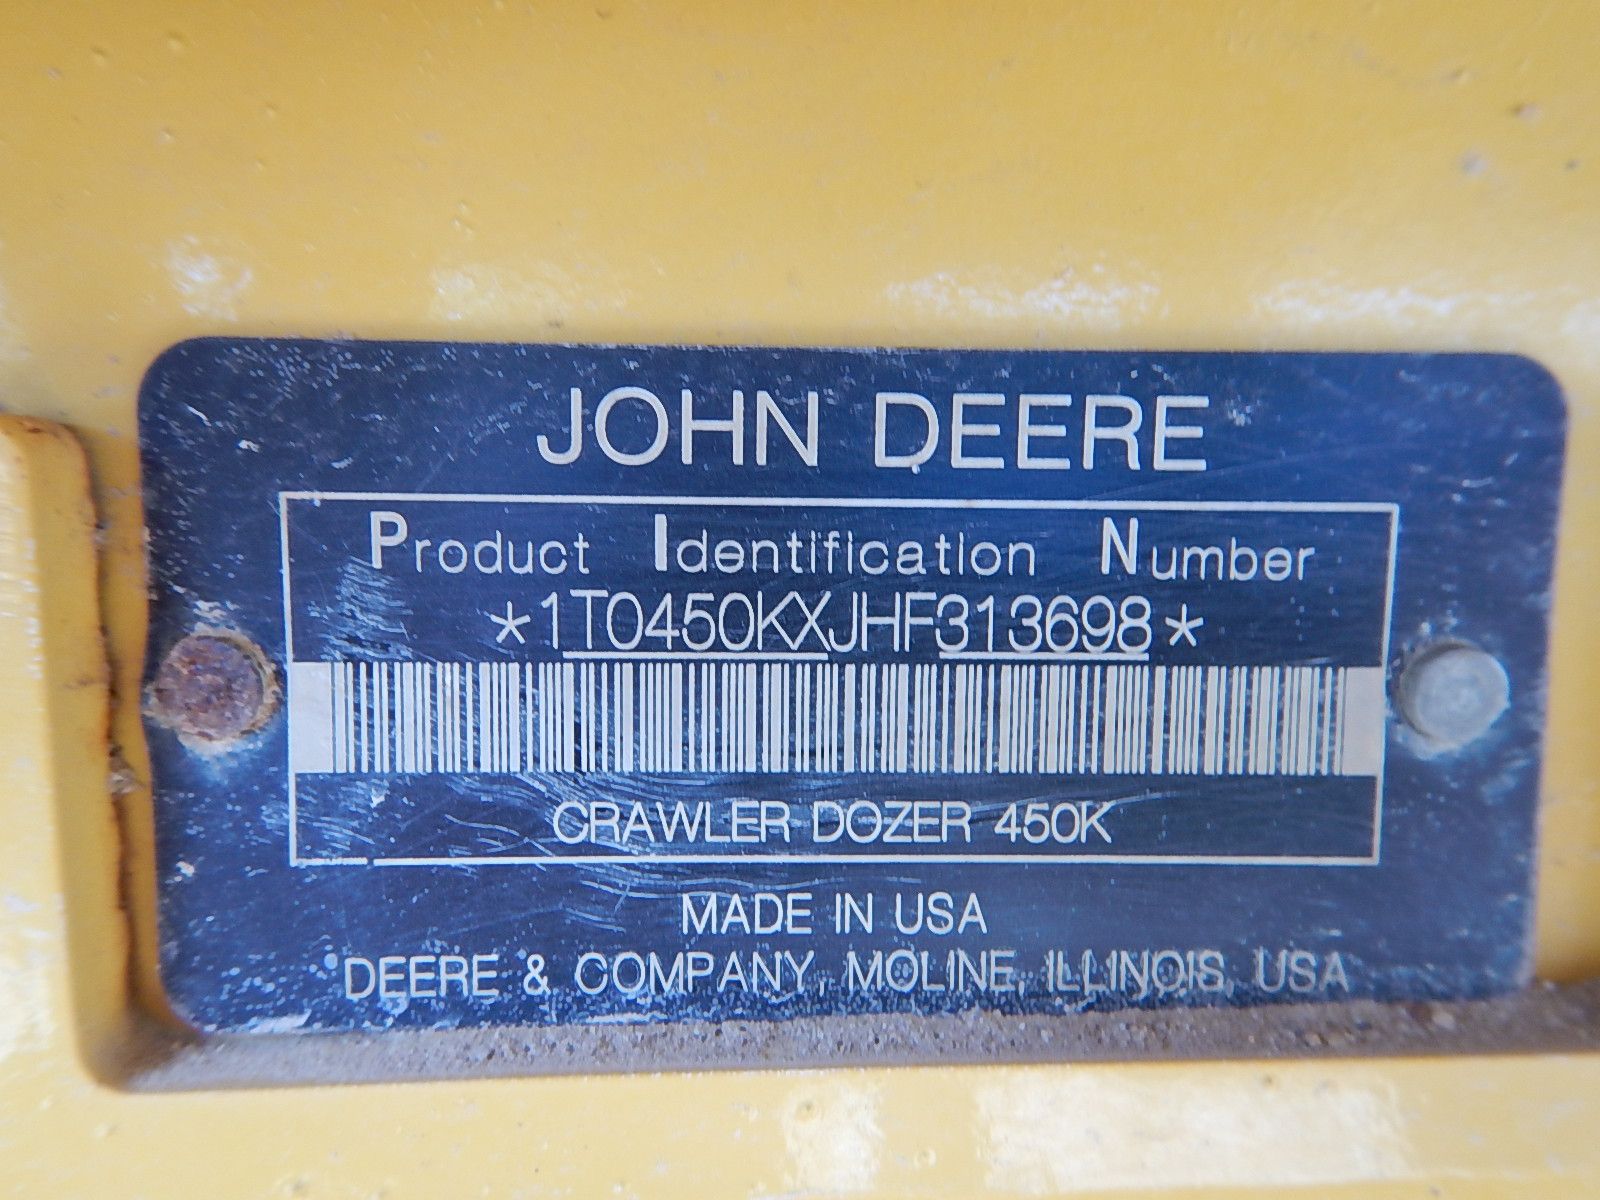 JOHN DEERE
Product Identification Number
*1T0450KXJHF313698*
CRAWLER DOZER 450K
MADE IN USA
DEERE & COMPANY, MOLINE, ILLINOIS, USA